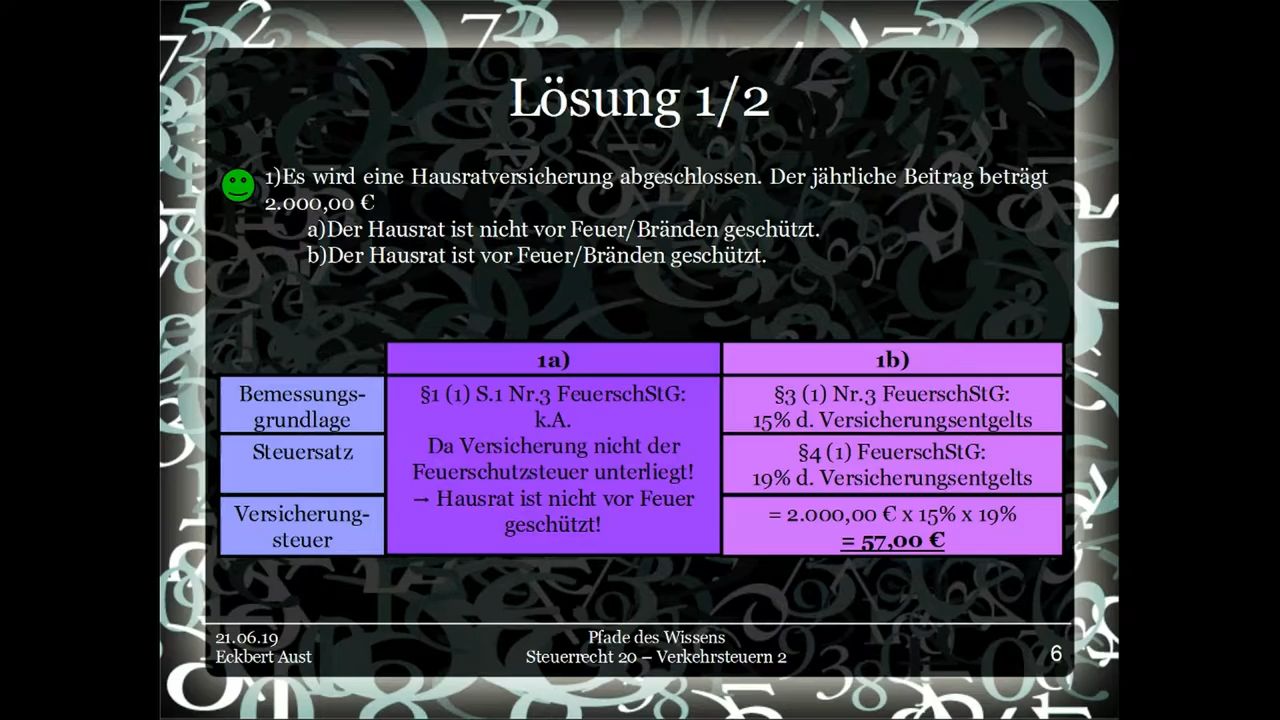 Lösung 1/2
1)Es wird eine Hausratversicherung abgeschlossen. Der jährliche Beitrag beträgt
2.000,00 €
a)Der Hausrat ist nicht vor Feuer/Bränden geschützt.
b)Der Hausrat ist vor Feuer/Bränden geschützt.
1a)
1b)
Bemessungs-
grundlage
§1 (1) S.1 Nr.3 FeuerschStG:
k.A.
Da Versicherung nicht der
Feuerschutzsteuer unterliegt!
→ Hausrat ist nicht vor Feuer
geschützt!
§3 (1) Nr.3 FeuerschStG:
15% d. Versicherungsentgelts
Steuersatz
§4 (1) FeuerschStG:
19% d. Versicherungsentgelts
Versicherung-
steuer
= 2.000,00 € x 15% x 19%
= 57,00 €
21.06.19
Eckbert Aust
Pfade des Wissens
Steuerrecht 20 – Verkehrsteuern 2
6